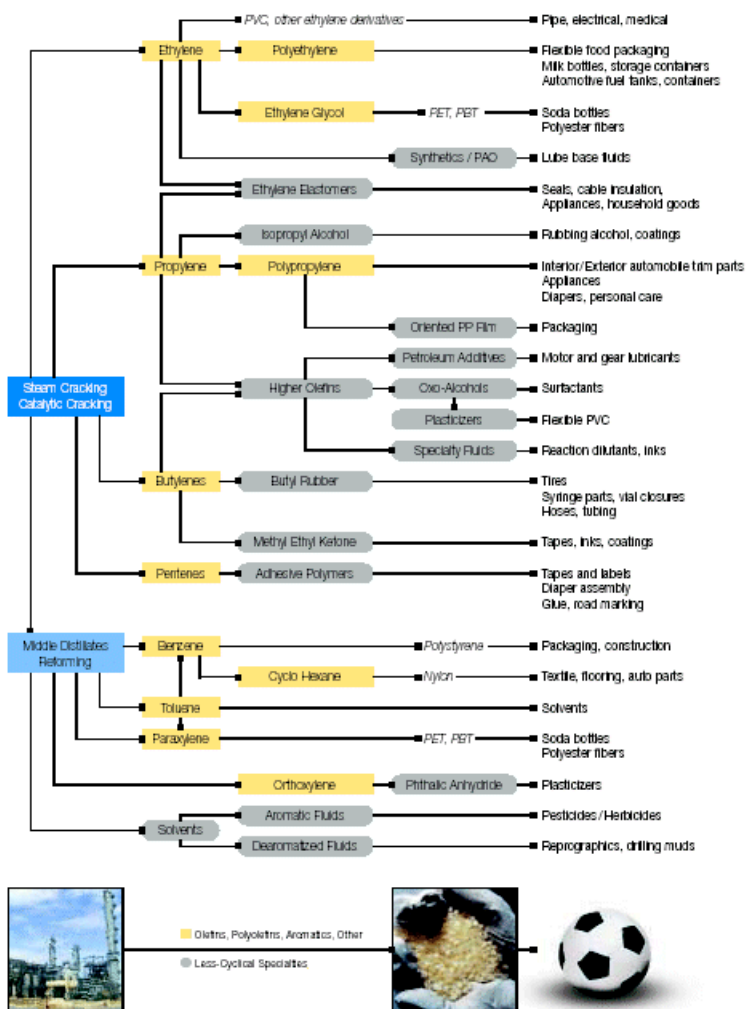 PVC, other ethylene derivatives
Pipe, electrical, medical
Ethylene
Polyethylene
Flexible food packaging
Milk bottles, storage containers
Automotive fuel tanks, containers
Ethylene Glycol
PET, PBT
Soda bottles
Polyester fibers
Synthetics / PAO
Lube base fluids
Ethylene Elastomers
Seals, cable insulation,
Appliances, household goods
Isopropyl Alcohol
Rubbing alcohol, coatings
Propylene
Polypropylene
Interior/Exterior automobile trim parts
Appliances
Diapers, personal care
Oriented PP Film
Packaging
Petroleum Additives
Motor and gear lubricants
Steam Cracking
Catalytic Cracking
Higher Olefins
Oxo-Alcohols
Surfactants
Plasticizers
Flexible PVC
Specialty Fluids
Reaction dilutants, inks
Butylenes
Butyl Rubber
Tires
Syringe parts, vial closures
Hoses, tubing
Methyl Ethyl Ketone
Tapes, inks, coatings
Pentenes
Adhesive Polymers
Tapes and labels
Diaper assembly
Glue, road marking
Middle Distillates
Reforming
Benzene
Polystyrene
Packaging, construction
Cyclo Hexane
Nylon
Textile, flooring, auto parts
Toluene
Solvents
Paraxylene
PET, PBT
Soda bottles
Polyester fibers
Orthoxylene
Phthalic Anhydride
Plasticizers
Solvents
Aromatic Fluids
Pesticides/Herbicides
Dearomatized Fluids
Reprographics, drilling muds
Olefins, Polyolefins, Aromatics, Other
Less-Cyclical Specialties